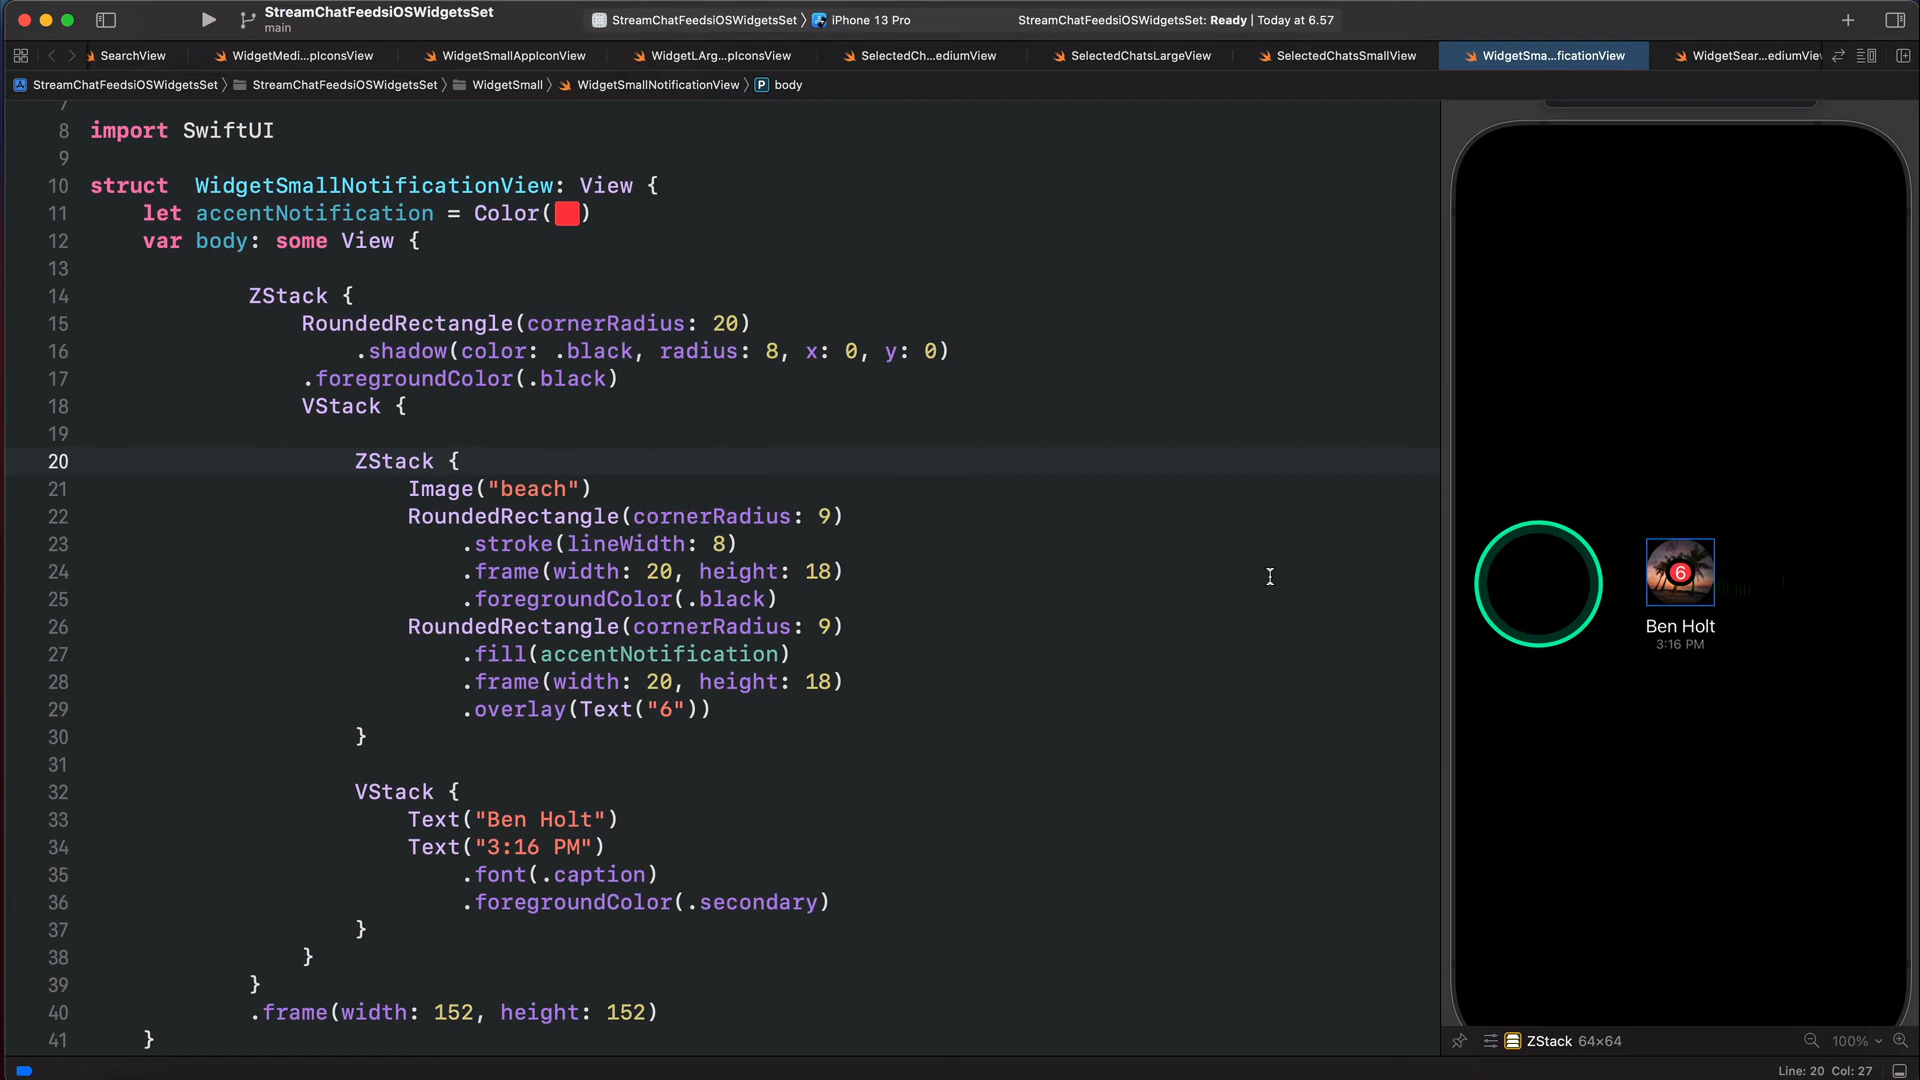 StreamChatFeedsiOSWidgetsSet
main
StreamChatFeedsiOSWidgetsSet 〉 iPhone 13 Pro
StreamChatFeedsiOSWidgetsSet: Ready | Today at 6.57
SearchView
WidgetMedi...pIconsView
WidgetSmallAppIconView
WidgetLArg...pIconsView
SelectedCh...ediumView
SelectedChatsLargeView
SelectedChatsSmallView
WidgetSma...ficationView
WidgetSear...ediumView
StreamChatFeedsiOSWidgetsSet 〉 StreamChatFeedsiOSWidgetsSet 〉 WidgetSmall 〉 WidgetSmallNotificationView 〉 P body
7
8 import SwiftUI
9
10 struct  WidgetSmallNotificationView: View {
11 let accentNotification = Color( )
12 var body: some View {
13
14 ZStack {
15 RoundedRectangle(cornerRadius: 20)
16 .shadow(color: .black, radius: 8, x: 0, y: 0)
17 .foregroundColor(.black)
18 VStack {
19
20 ZStack {
21 Image("beach")
22 RoundedRectangle(cornerRadius: 9)
23 .stroke(lineWidth: 8)
24 .frame(width: 20, height: 18)
25 .foregroundColor(.black)
26 RoundedRectangle(cornerRadius: 9)
27 .fill(accentNotification)
28 .frame(width: 20, height: 18)
29 .overlay(Text("6"))
30 }
31
32 VStack {
33 Text("Ben Holt")
34 Text("3:16 PM")
35 .font(.caption)
36 .foregroundColor(.secondary)
37 }
38 }
39 }
40 .frame(width: 152, height: 152)
41 }
6
Ben Holt
3:16 PM
ZStack 64×64
100%
Line: 20 Col: 27